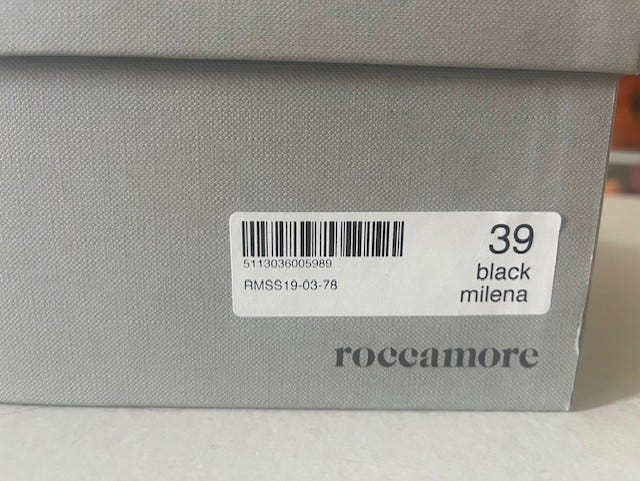 5113036005989
RMSS19-03-78
39
black
milena
roccamore